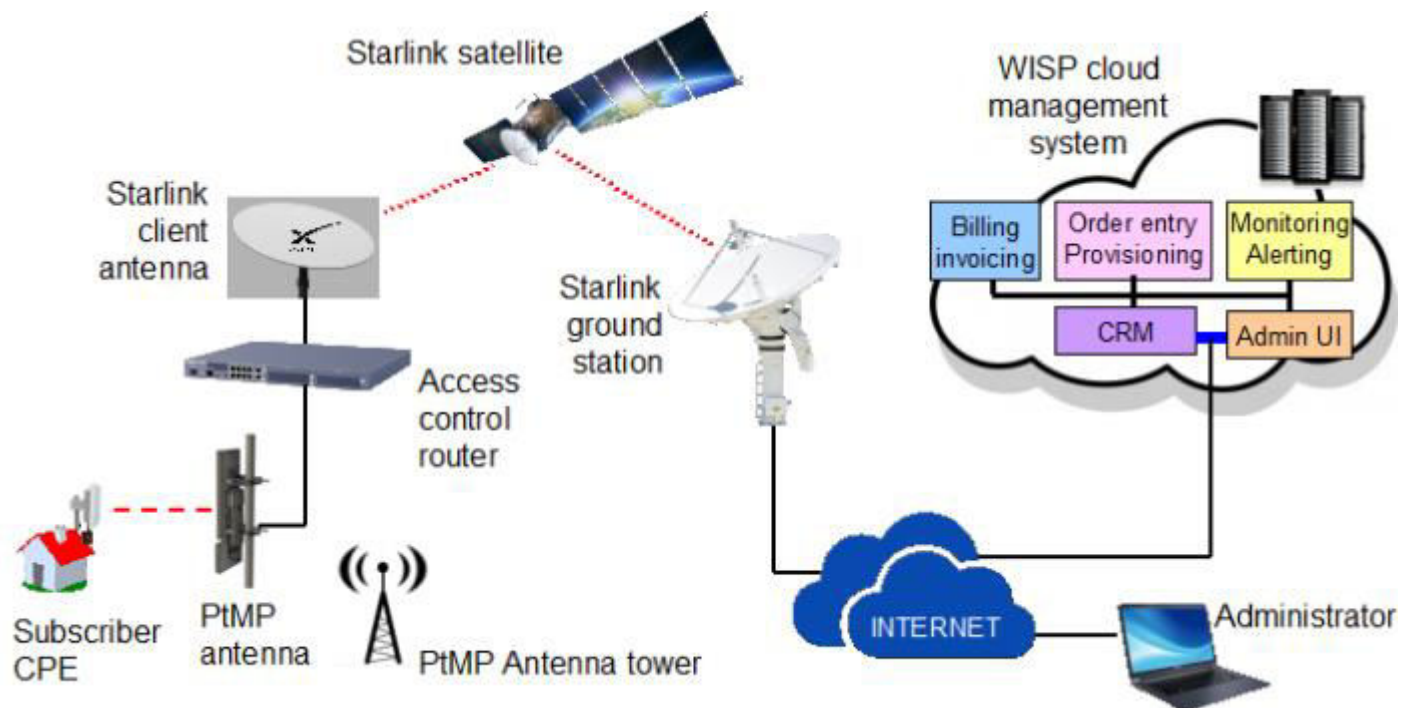 Starlink satellite
WISP cloud
management
system
Starlink
client
antenna
Billing
invoicing
Order entry
Provisioning
Monitoring
Alerting
Starlink
ground
station
CRM
Admin UI
Access
control
router
Subscriber
CPE
PtMP
antenna
PtMP Antenna tower
INTERNET
Administrator